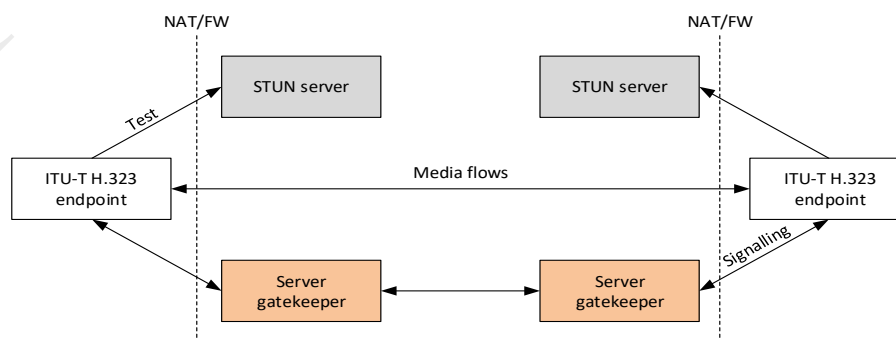 NAT/FW
NAT/FW
STUN server
STUN server
Test
ITU-T H.323
endpoint
Media flows
ITU-T H.323
endpoint
Signalling
Server
gatekeeper
Server
gatekeeper